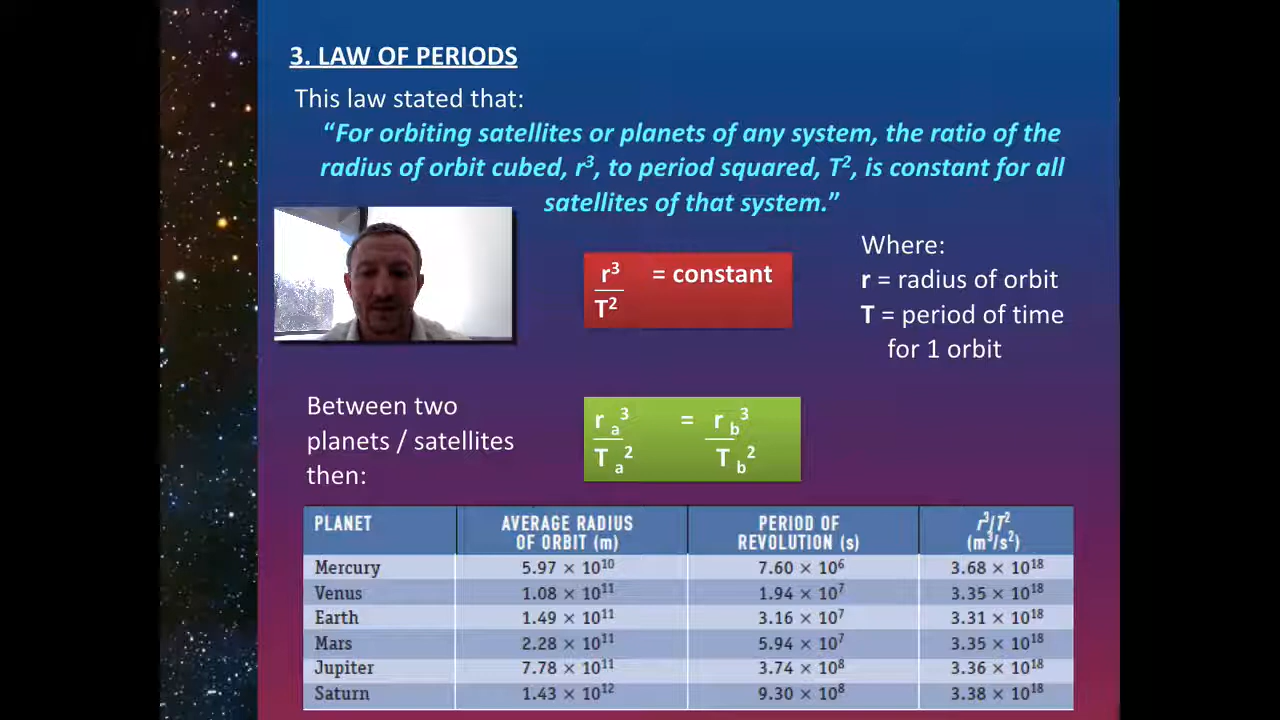 3. LAW OF PERIODS
This law stated that:
“For orbiting satellites or planets of any system, the ratio of the
radius of orbit cubed, r³, to period squared, T², is constant for all
satellites of that system.”
r³ = constant
T²
Where:
r = radius of orbit
T = period of time
for 1 orbit
Between two
planets / satellites
then:
r a ³ = r b ³
T a ² T b ²
PLANET AVERAGE RADIUS OF ORBIT (m) PERIOD OF REVOLUTION (s) r³/T² (m³/s²)
Mercury 5.97 × 10¹⁰ 7.60 × 10⁶ 3.68 × 10¹⁸
Venus 1.08 × 10¹¹ 1.94 × 10⁷ 3.35 × 10¹⁸
Earth 1.49 × 10¹¹ 3.16 × 10⁷ 3.31 × 10¹⁸
Mars 2.28 × 10¹¹ 5.94 × 10⁷ 3.35 × 10¹⁸
Jupiter 7.78 × 10¹¹ 3.74 × 10⁸ 3.36 × 10¹⁸
Saturn 1.43 × 10¹² 9.30 × 10⁸ 3.38 × 10¹⁸